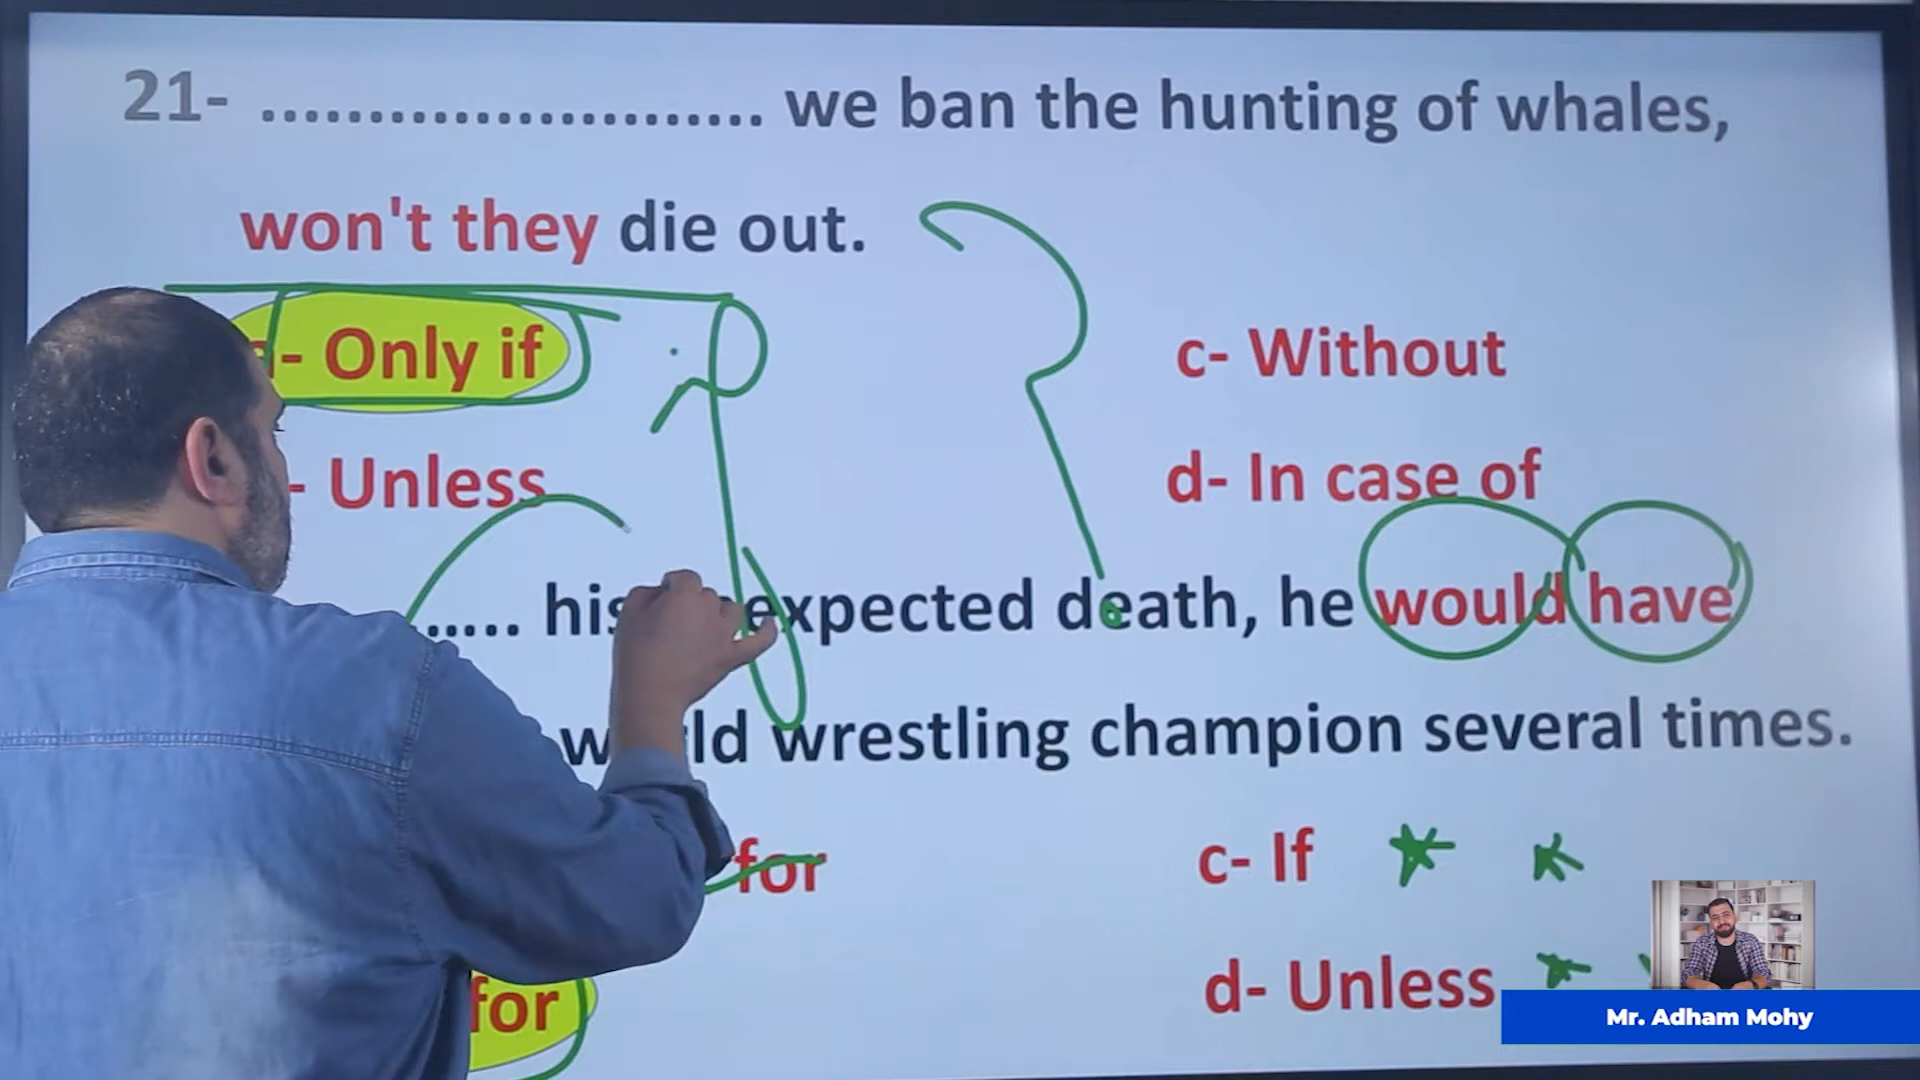 21- ........................ we ban the hunting of whales,
won't they die out.
- Only if
c- Without
- Unless
d- In case of
...... his expected death, he would have
wrestling champion several times.
for
c- If
for
d- Unless
Mr. Adham Mohy